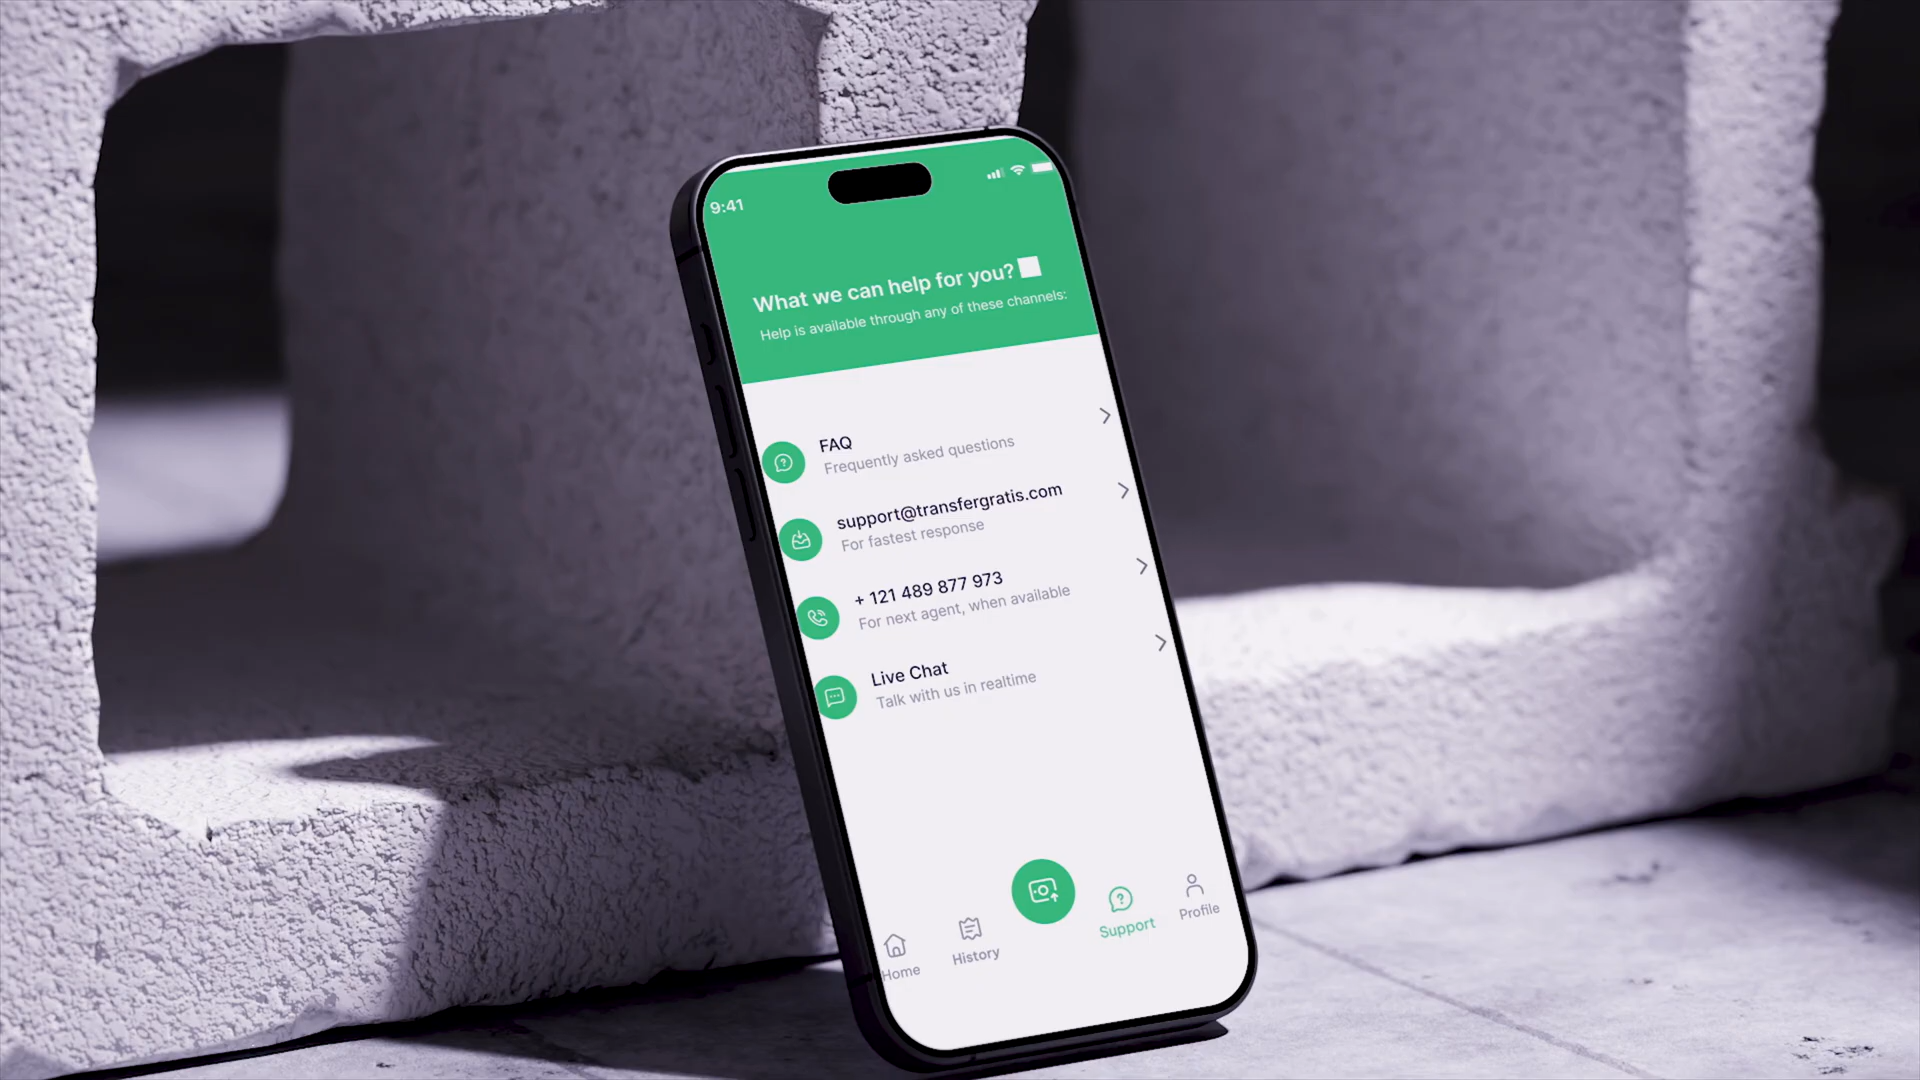 9:41
What we can help for you?
Help is available through any of these channels:
FAQ
Frequently asked questions
support@transfergratis.com
For fastest response
+ 121 489 877 973
For next agent, when available
Live Chat
Talk with us in realtime
Home
History
Support
Profile